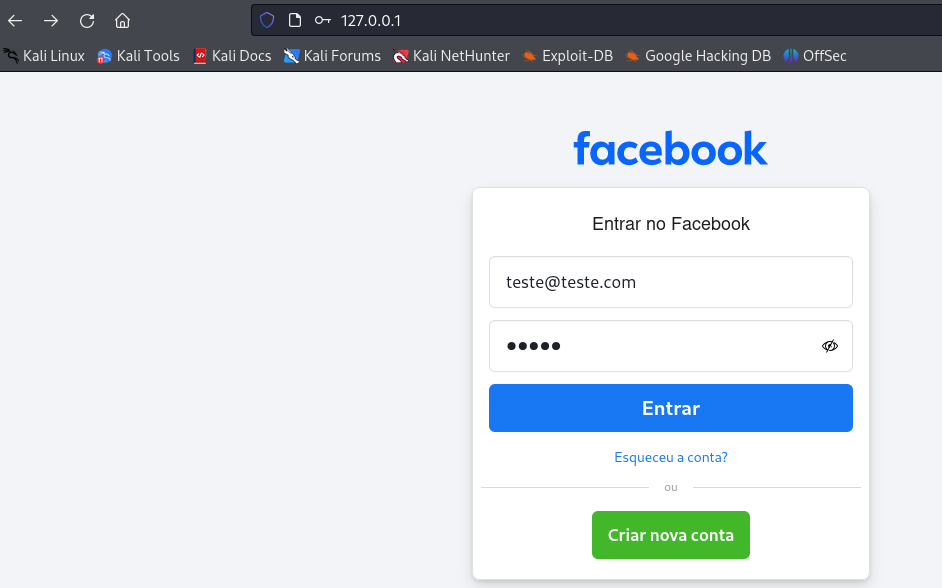 127.0.0.1
Kali Linux Kali Tools Kali Docs Kali Forums Kali NetHunter Exploit-DB Google Hacking DB OffSec
facebook
Entrar no Facebook
teste@teste.com
●●●●●
Entrar
Esqueceu a conta?
ou
Criar nova conta